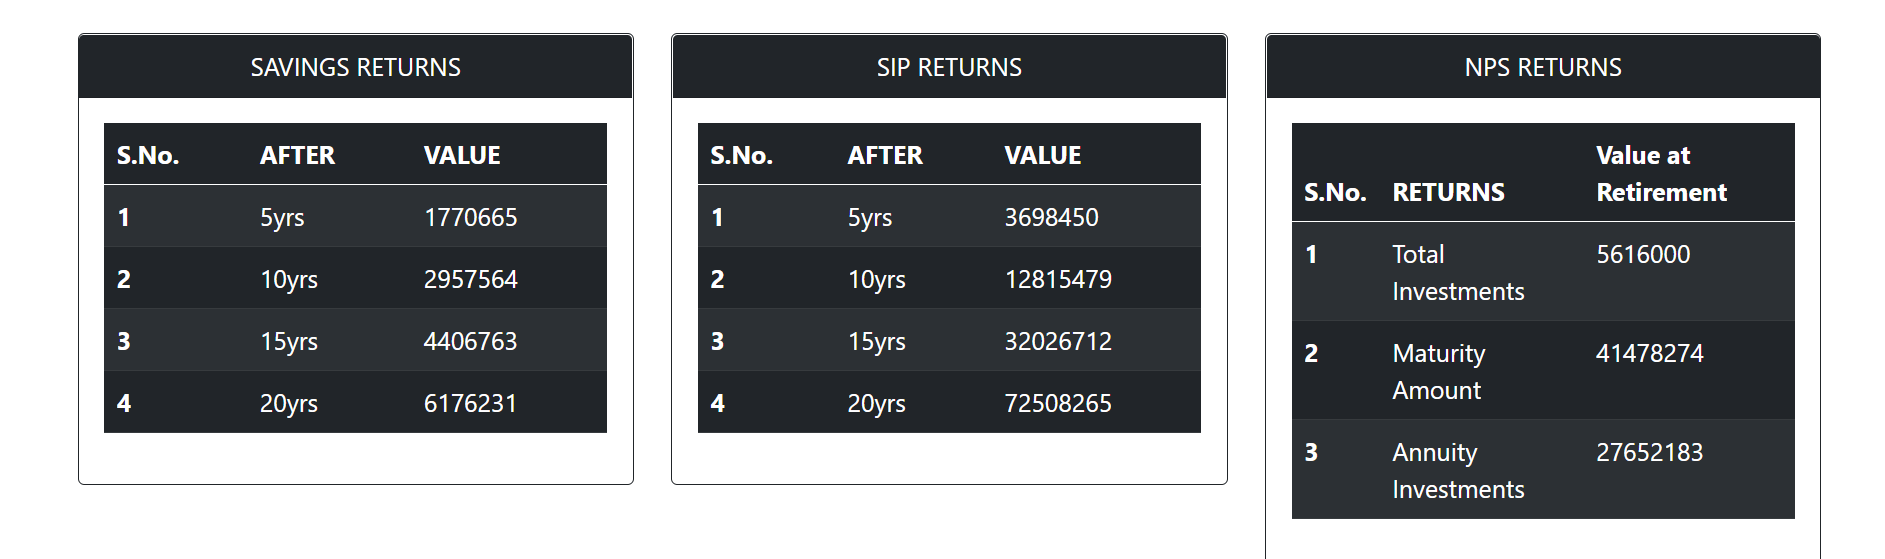 SAVINGS RETURNS
S.No. AFTER VALUE
1 5yrs 1770665
2 10yrs 2957564
3 15yrs 4406763
4 20yrs 6176231
SIP RETURNS
S.No. AFTER VALUE
1 5yrs 3698450
2 10yrs 12815479
3 15yrs 32026712
4 20yrs 72508265
NPS RETURNS
Value at
S.No. RETURNS Retirement
1 Total 5616000
Investments
2 Maturity 41478274
Amount
3 Annuity 27652183
Investments